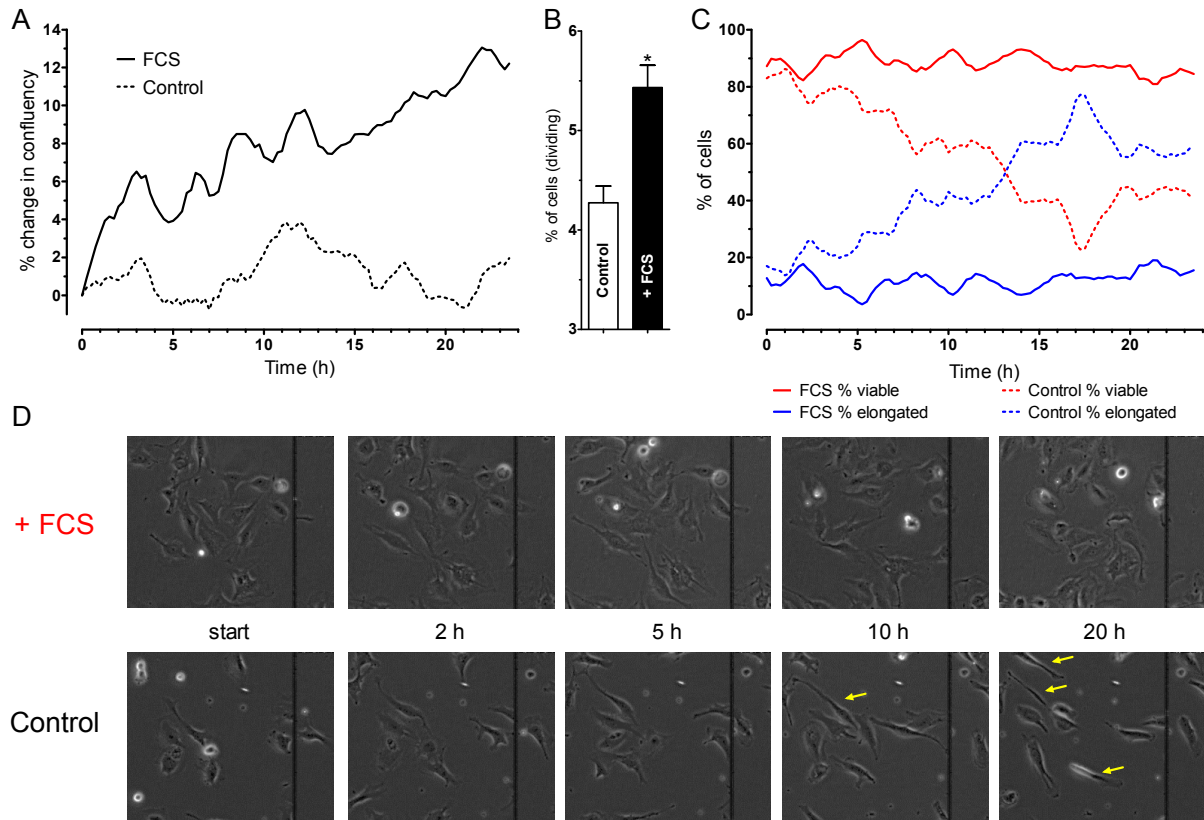 A
14
12
10
8
6
4
2
0
% change in confluency
FCS
Control
0 5 10 15 20
Time (h)
B
6
5
4
3
% of cells (dividing)
*
Control
+ FCS
C
100
80
60
40
20
0
% of cells
0 5 10 15 20
Time (h)
FCS % viable Control % viable
FCS % elongated Control % elongated
D
+ FCS
start 2 h 5 h 10 h 20 h
Control